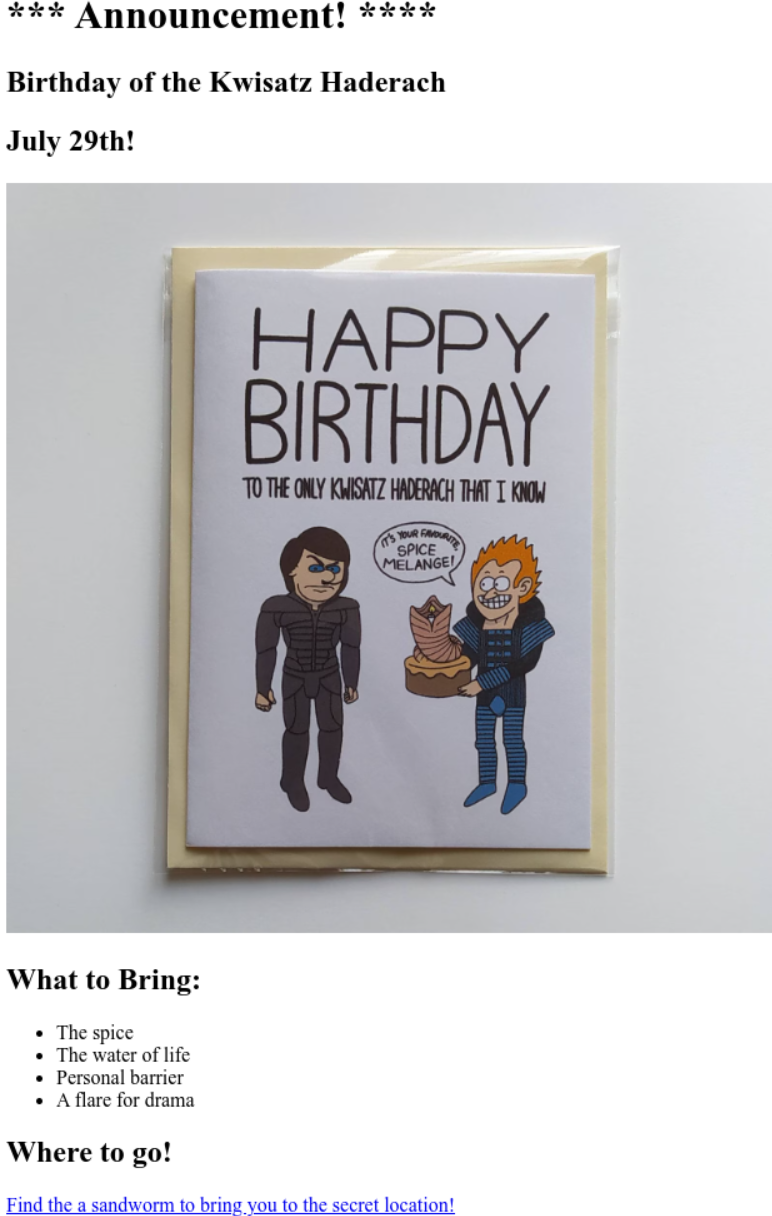 *** Announcement! ****
Birthday of the Kwisatz Haderach
July 29th!
HAPPY
BIRTHDAY
TO THE ONLY KWISATZ HADERACH THAT I KNOW
IT'S YOUR FAVOURITE,
SPICE
MELANGE!
What to Bring:
• The spice
• The water of life
• Personal barrier
• A flare for drama
Where to go!
Find the a sandworm to bring you to the secret location!